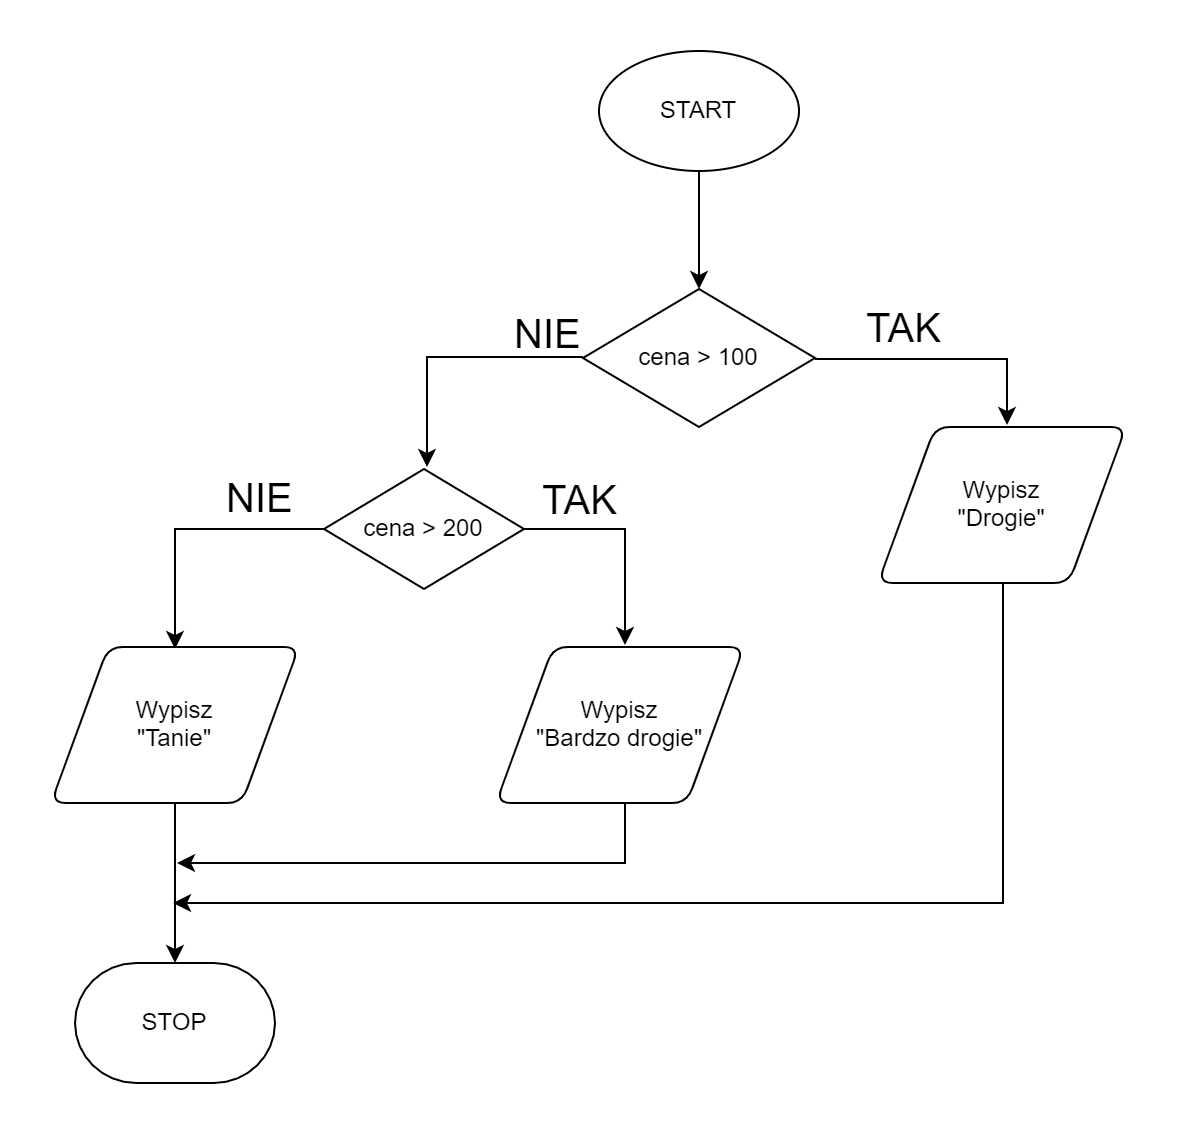 START
NIE
TAK
cena > 100
NIE
TAK
cena > 200
Wypisz
"Drogie"
Wypisz
"Tanie"
Wypisz
"Bardzo drogie"
STOP